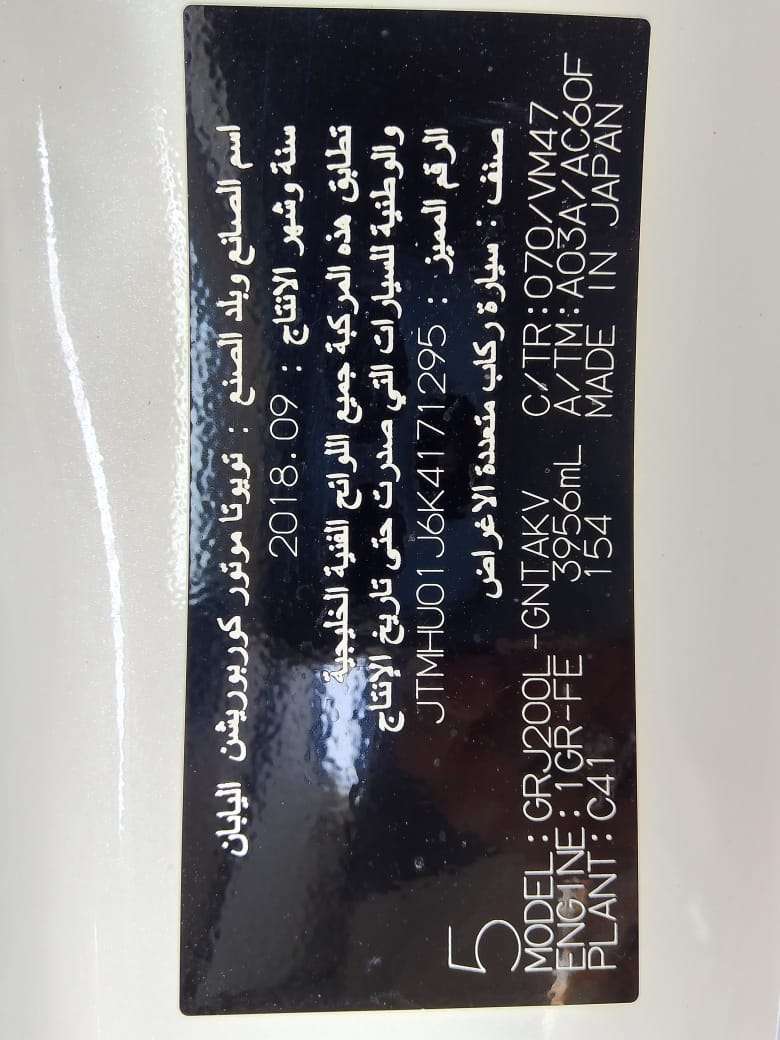 اسم الصانع وبلد الصنع : تويوتا موتور كوربوريشن اليابان
سنة وشهر الانتاج : 2018.09
تطابق هذه المركبة جميع اللوائح الفنية الخليجية
والوطنية للسيارات التي صدرت حتى تاريخ الإنتاج
الرقم المميز : JTMHU01J6K4171295
صنف : سيارة ركاب متعددة الاغراض
5
MODEL:GRJ200L-GNTAKV C/TR:070/VM47
ENGINE:1GR-FE 3956mL A/TM:A03A/AC60F
PLANT:C41 154 MADE IN JAPAN